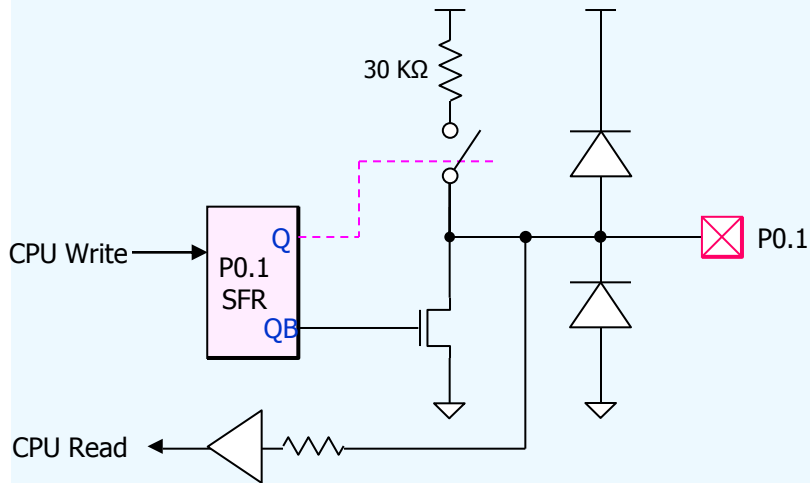 30 KΩ
Q
CPU Write
P0.1
P0.1
SFR
QB
CPU Read